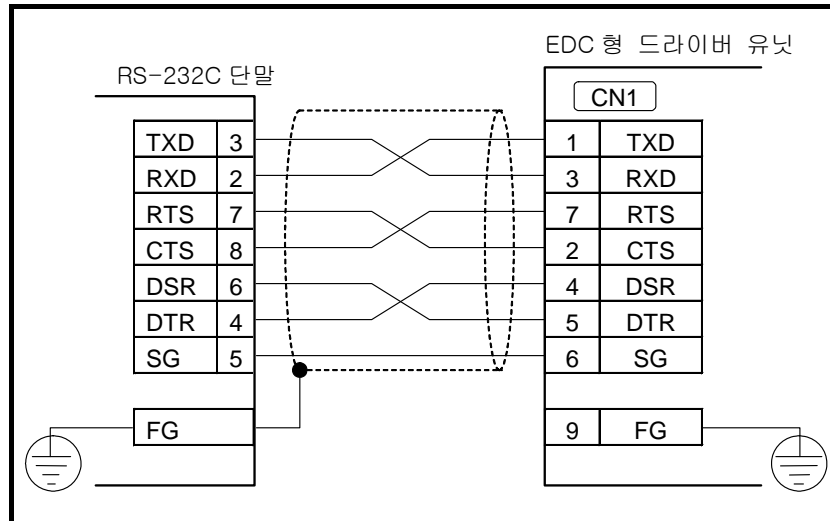 EDC 형 드라이버 유닛
RS-232C 단말
CN1
TXD 3 1 TXD
RXD 2 3 RXD
RTS 7 7 RTS
CTS 8 2 CTS
DSR 6 4 DSR
DTR 4 5 DTR
SG 5 6 SG
FG 9 FG